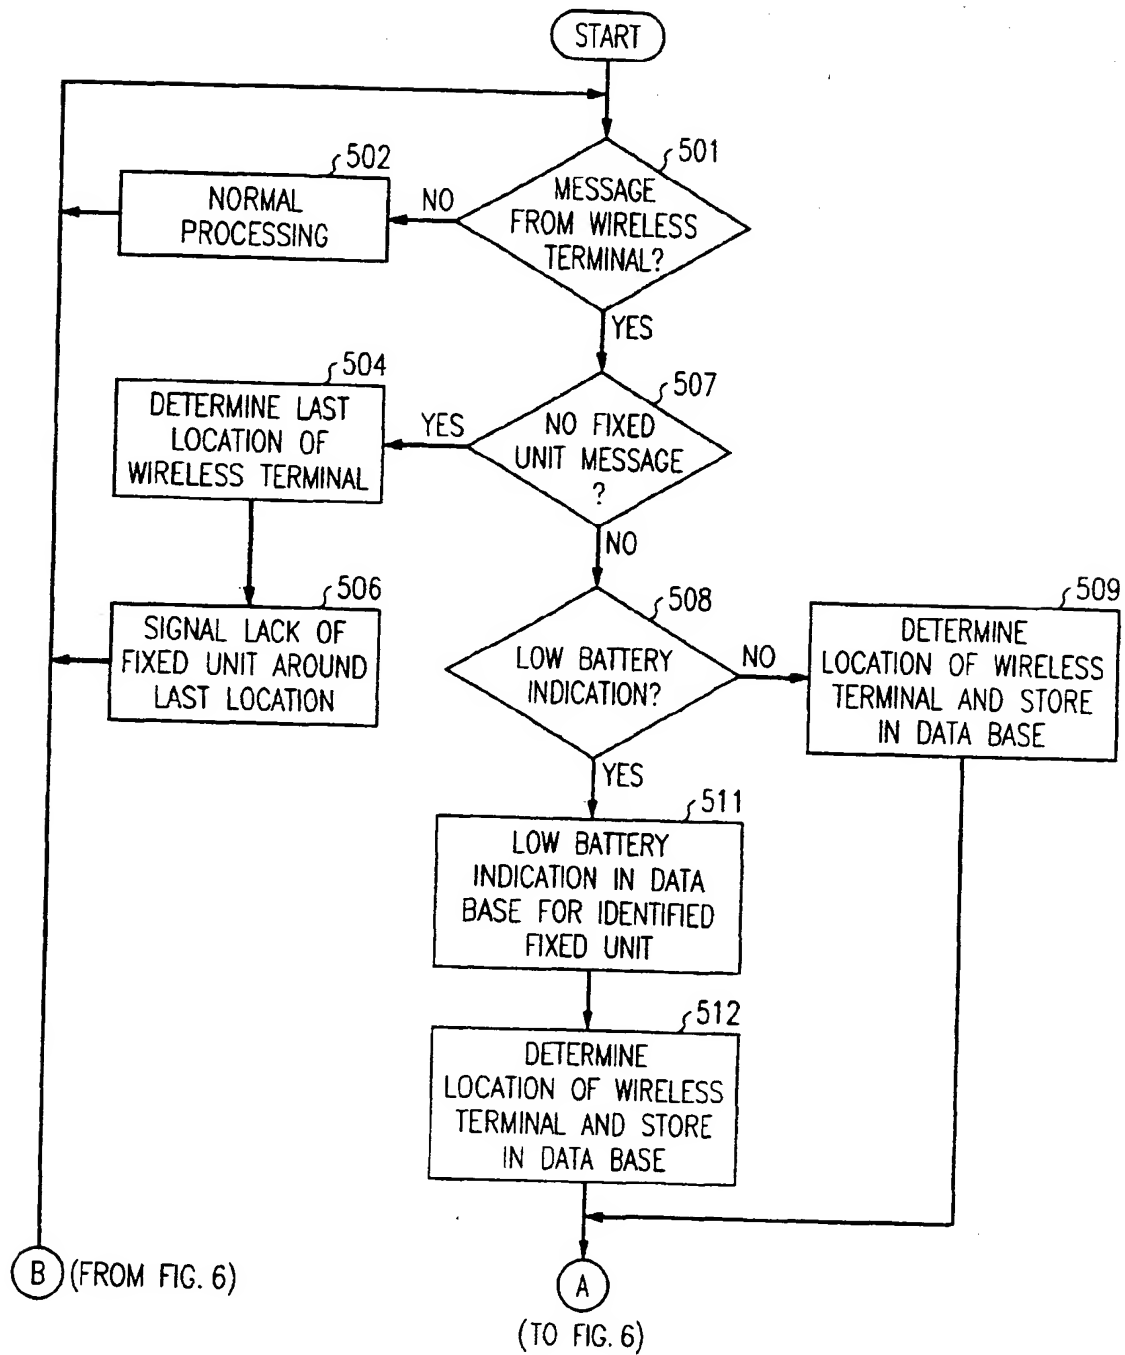 START
501
MESSAGE
FROM WIRELESS
TERMINAL?
NO
502
NORMAL
PROCESSING
YES
507
NO FIXED
UNIT MESSAGE
?
YES
504
DETERMINE LAST
LOCATION OF
WIRELESS TERMINAL
506
SIGNAL LACK OF
FIXED UNIT AROUND
LAST LOCATION
NO
508
LOW BATTERY
INDICATION?
NO
509
DETERMINE
LOCATION OF WIRELESS
TERMINAL AND STORE
IN DATA BASE
YES
511
LOW BATTERY
INDICATION IN DATA
BASE FOR IDENTIFIED
FIXED UNIT
512
DETERMINE
LOCATION OF WIRELESS
TERMINAL AND STORE
IN DATA BASE
B (FROM FIG. 6)
A
(TO FIG. 6)